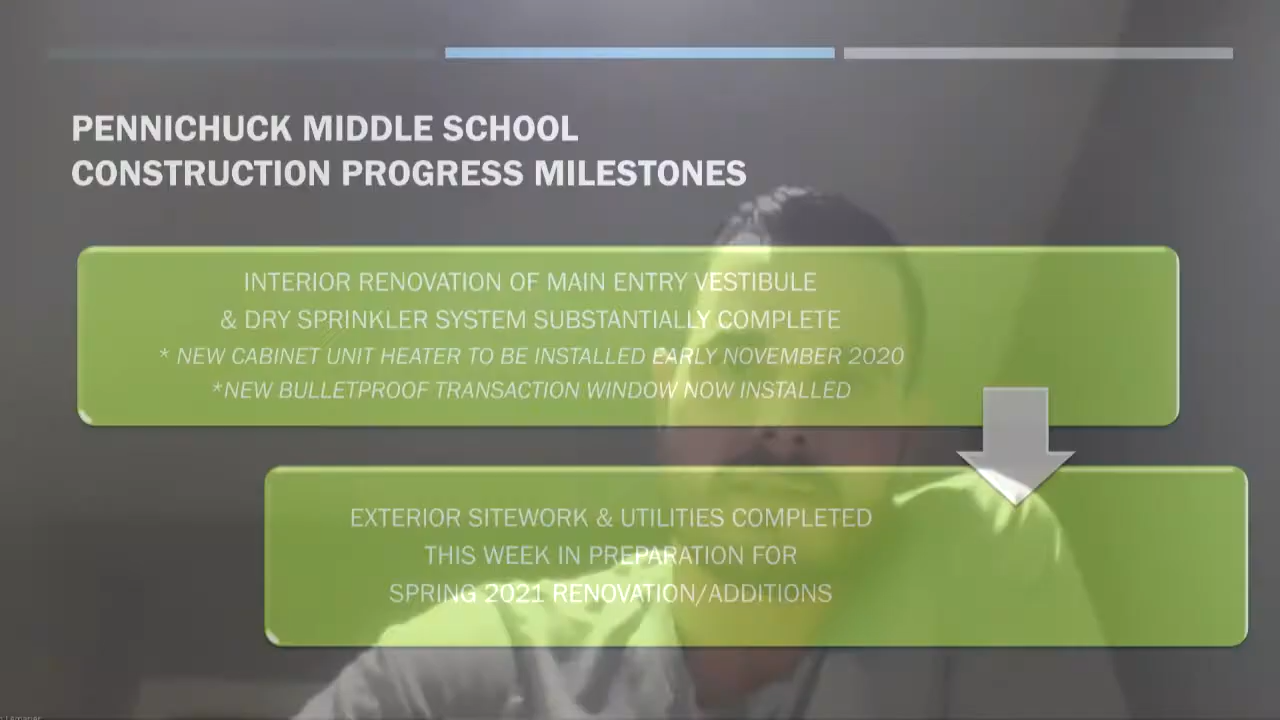 PENNICHUCK MIDDLE SCHOOL
CONSTRUCTION PROGRESS MILESTONES
INTERIOR RENOVATION OF MAIN ENTRY VESTIBULE
& DRY SPRINKLER SYSTEM SUBSTANTIALLY COMPLETE
* NEW CABINET UNIT HEATER TO BE INSTALLED EARLY NOVEMBER 2020
*NEW BULLETPROOF TRANSACTION WINDOW NOW INSTALLED
EXTERIOR SITEWORK & UTILITIES COMPLETED
THIS WEEK IN PREPARATION FOR
SPRING 2021 RENOVATION/ADDITIONS